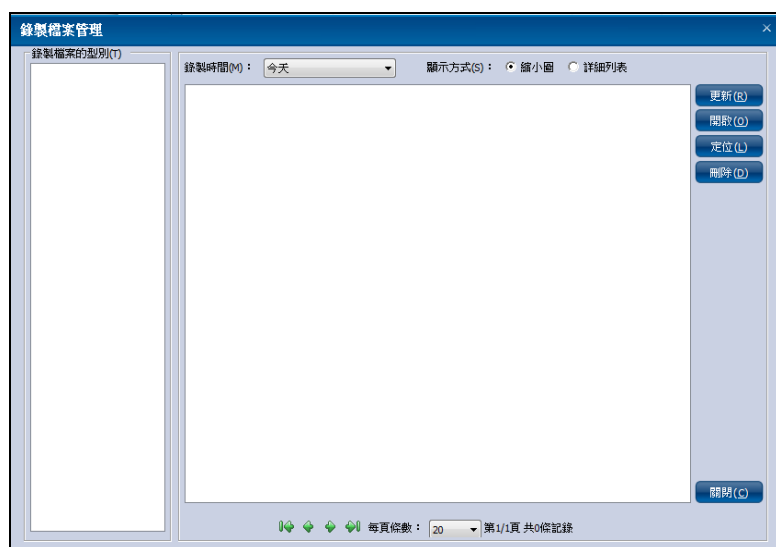 錄製檔案管理
錄製檔案的型別(T)
錄製時間(M)： 今天 顯示方式(S)： 縮小圖 詳細列表
更新(R)
開啟(O)
定位(L)
刪除(D)
關閉(C)
每頁條數： 20 第1/1頁 共0條記錄